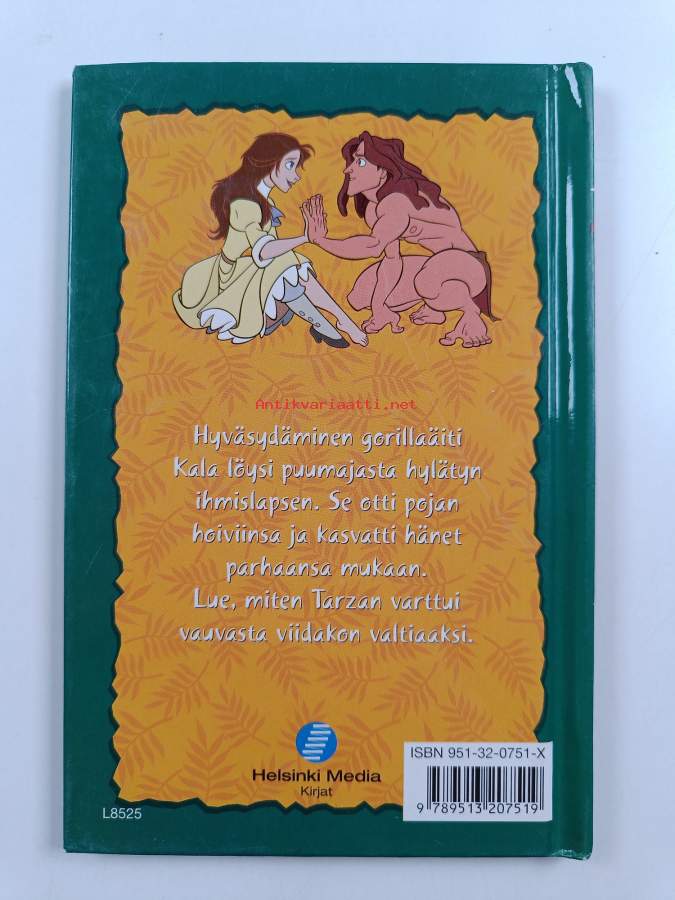 Antikvariaatti.net
Hyväsydäminen gorillaäiti
Kala löysi puumajasta hylätyn
ihmislapsen. Se otti pojan
hoiviinsa ja kasvatti hänet
parhaansa mukaan.
Lue, miten Tarzan varttui
vauvasta viidakon valtiaaksi.
Helsinki Media
Kirjat
ISBN 951-32-0751-X
9 789513 207519
L8525